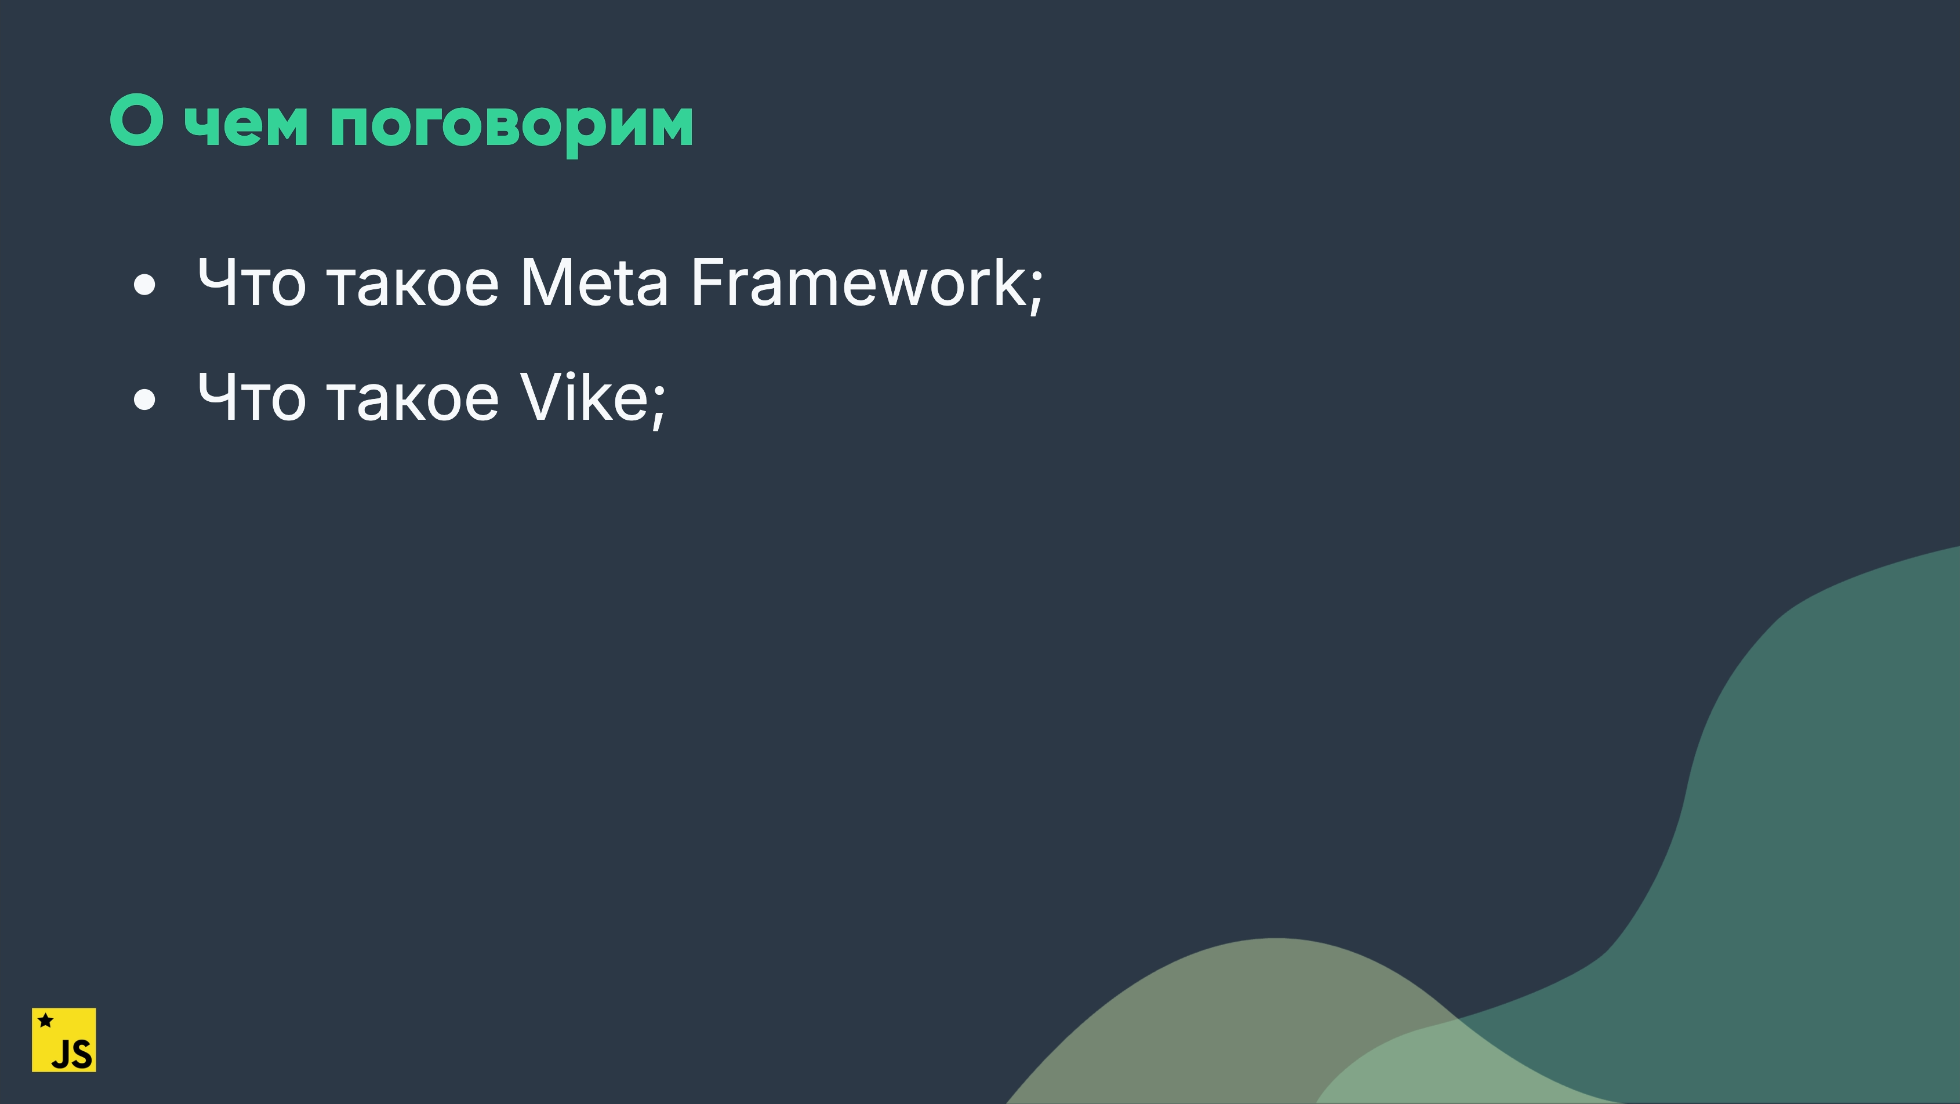 О чем поговорим
Что такое Meta Framework;
Что такое Vike;
JS